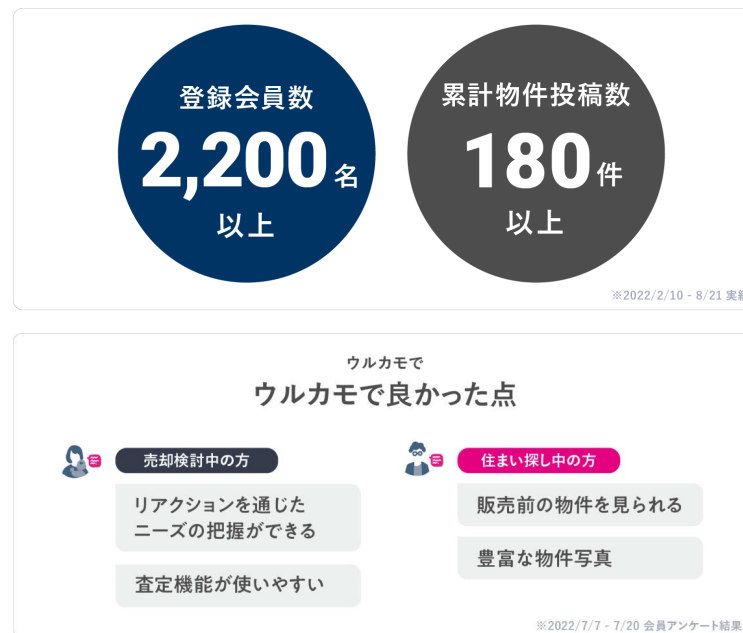 登録会員数
2,200名
以上
累計物件投稿数
180件
以上
※2022/2/10 - 8/21 実
ウルカモで
ウルカモで良かった点
売却検討中の方
リアクションを通じた
ニーズの把握ができる
査定機能が使いやすい
住まい探し中の方
販売前の物件を見られる
豊富な物件写真
※2022/7/7 - 7/20 会員アンケート結果